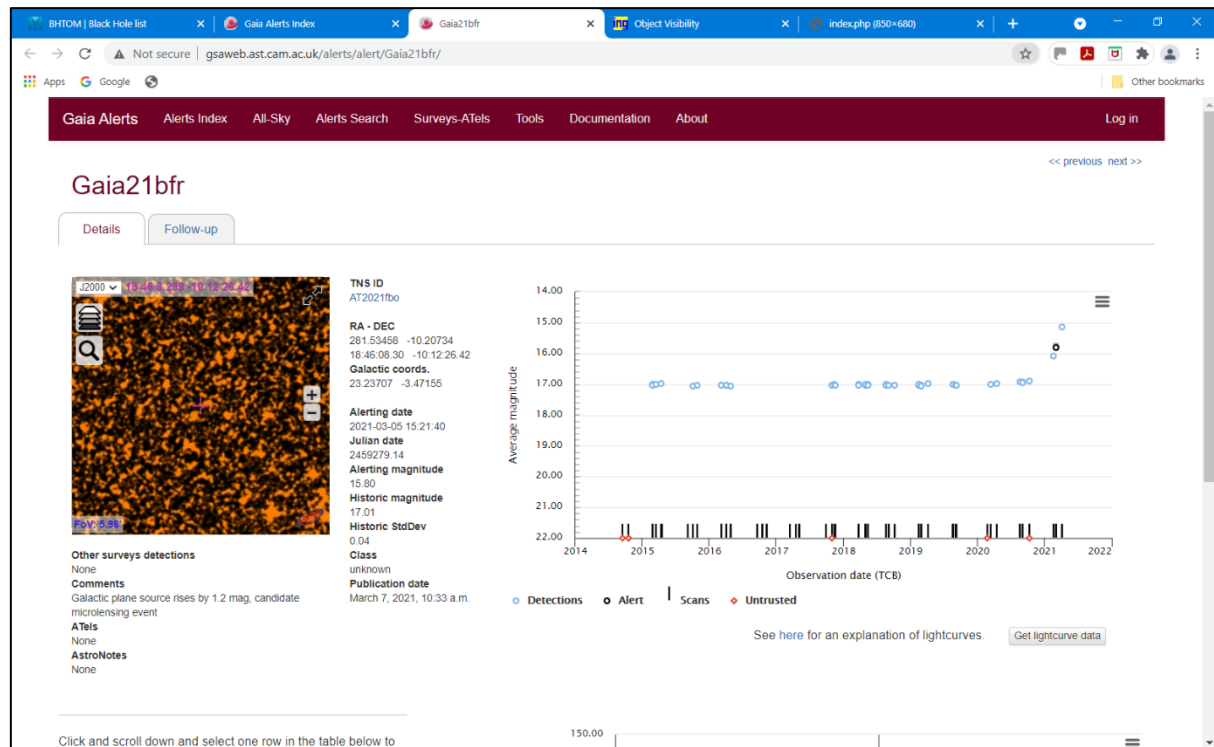 BHTOM | Black Hole list
Gaia Alerts Index
Gaia21bfr
ing Object Visibility
index.php (850×680)
Not secure | gsaweb.ast.cam.ac.uk/alerts/alert/Gaia21bfr/
Apps Google Other bookmarks
Gaia Alerts Alerts Index All-Sky Alerts Search Surveys-ATels Tools Documentation About Log in
<< previous next >>
Gaia21bfr
Details Follow-up
J2000 18 46 8.298 -10 12 26.42
FoV: 5.98'
TNS ID
AT2021fbo
RA - DEC
281.53458 -10.20734
18:46:08.30 -10:12:26.42
Galactic coords.
23.23707 -3.47155
Alerting date
2021-03-05 15:21:40
Julian date
2459279.14
Alerting magnitude
15.80
Historic magnitude
17.01
Historic StdDev
0.04
Class
unknown
Publication date
March 7, 2021, 10:33 a.m.
Other surveys detections
None
Comments
Galactic plane source rises by 1.2 mag, candidate
microlensing event
ATels
None
AstroNotes
None
Average magnitude
14.00
15.00
16.00
17.00
18.00
19.00
20.00
21.00
22.00
2014 2015 2016 2017 2018 2019 2020 2021 2022
Observation date (TCB)
Detections Alert Scans Untrusted
See here for an explanation of lightcurves. Get lightcurve data
Click and scroll down and select one row in the table below to
150.00